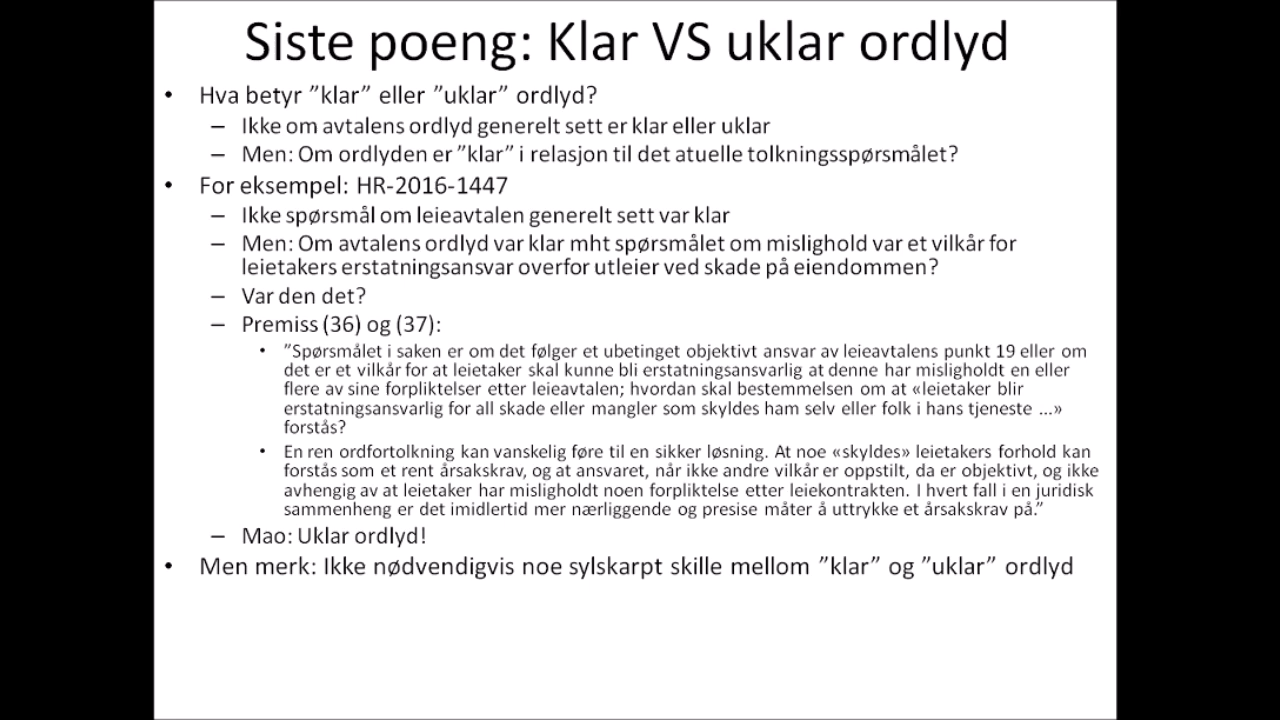 Siste poeng: Klar VS uklar ordlyd
• Hva betyr ”klar” eller ”uklar” ordlyd?
– Ikke om avtalens ordlyd generelt sett er klar eller uklar
– Men: Om ordlyden er ”klar” i relasjon til det atuelle tolkningsspørsmålet?
• For eksempel: HR-2016-1447
– Ikke spørsmål om leieavtalen generelt sett var klar
– Men: Om avtalens ordlyd var klar mht spørsmålet om mislighold var et vilkår for
leietakers erstatningsansvar overfor utleier ved skade på eiendommen?
– Var den det?
– Premiss (36) og (37):
• ”Spørsmålet i saken er om det følger et ubetinget objektivt ansvar av leieavtalens punkt 19 eller om
det er et vilkår for at leietaker skal kunne bli erstatningsansvarlig at denne har misligholdt en eller
flere av sine forpliktelser etter leieavtalen; hvordan skal bestemmelsen om at «leietaker blir
erstatningsansvarlig for all skade eller mangler som skyldes ham selv eller folk i hans tjeneste ...»
forstås?
• En ren ordfortolkning kan vanskelig føre til en sikker løsning. At noe «skyldes» leietakers forhold kan
forstås som et rent årsakskrav, og at ansvaret, når ikke andre vilkår er oppstilt, da er objektivt, og ikke
avhengig av at leietaker har misligholdt noen forpliktelse etter leiekontrakten. I hvert fall i en juridisk
sammenheng er det imidlertid mer nærliggende og presise måter å uttrykke et årsakskrav på.”
– Mao: Uklar ordlyd!
• Men merk: Ikke nødvendigvis noe sylskarpt skille mellom ”klar” og ”uklar” ordlyd